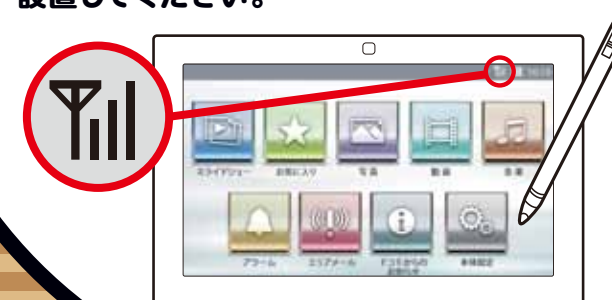 設置してください。
スライドショー
お気に入り
写真
動画
音楽
アラーム
エリアメール
ドコモからの
お知らせ
本体設定